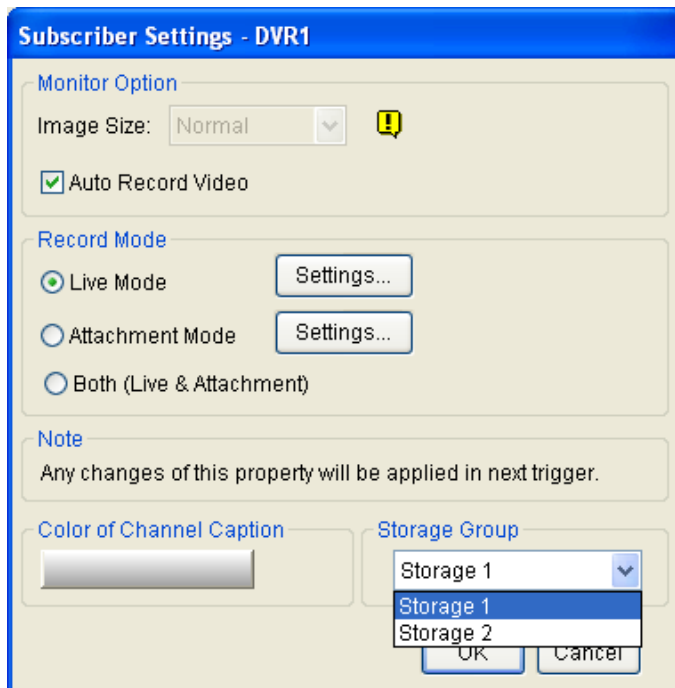 Subscriber Settings - DVR1
Monitor Option
Image Size: Normal
Auto Record Video
Record Mode
Live Mode Settings...
Attachment Mode Settings...
Both (Live & Attachment)
Note
Any changes of this property will be applied in next trigger.
Color of Channel Caption Storage Group
Storage 1
Storage 1
Storage 2
OK Cancel